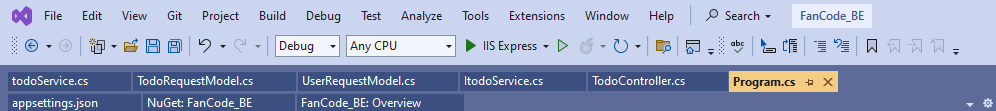 File Edit View Git Project Build Debug Test Analyze Tools Extensions Window Help Search FanCode_BE
Debug Any CPU IIS Express abc
todoService.cs TodoRequestModel.cs UserRequestModel.cs ItodoService.cs TodoController.cs Program.cs
appsettings.json NuGet: FanCode_BE FanCode_BE: Overview